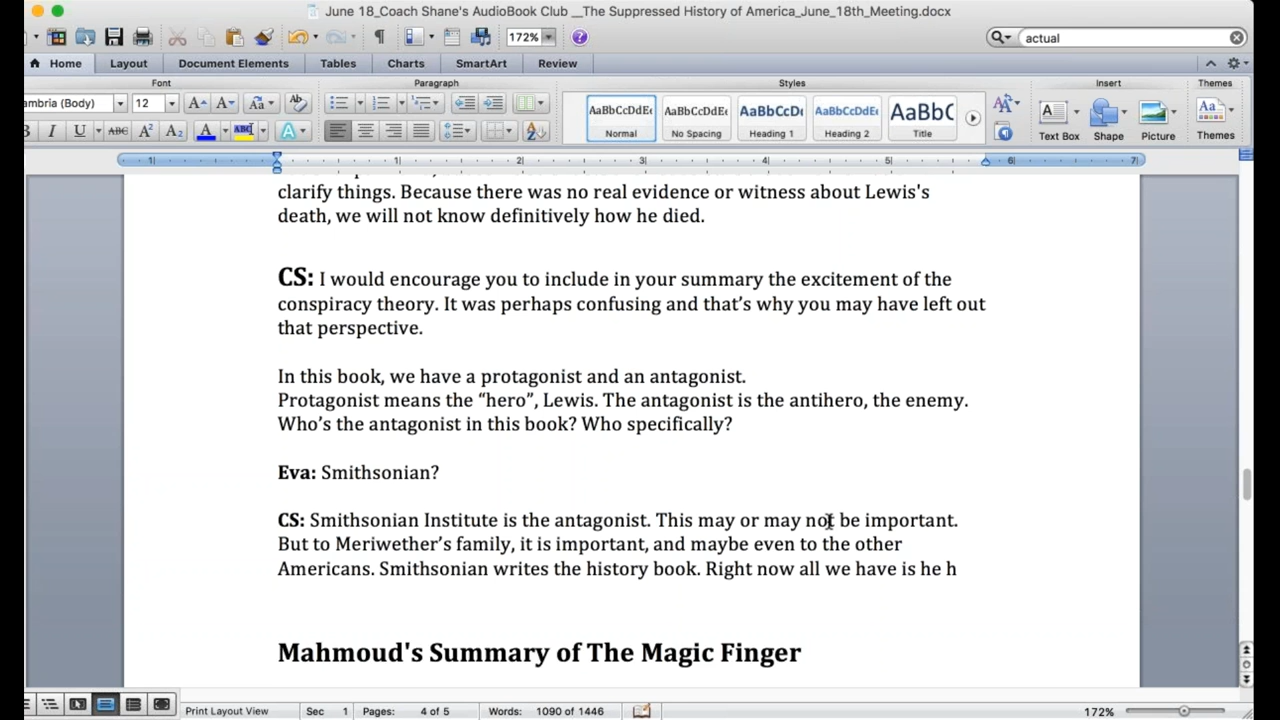 June 18_Coach Shane's AudioBook Club __The Suppressed History of America_June_18th_Meeting.docx
172%
actual
Home Layout Document Elements Tables Charts SmartArt Review
Font Paragraph Styles Insert Themes
(Body) 12
AaBbCcDdEe AaBbCcDdEe AaBbCcDc AaBbCcDdEe AaBbC
Normal No Spacing Heading 1 Heading 2 Title
Text Box Shape Picture Themes
clarify things. Because there was no real evidence or witness about Lewis's
death, we will not know definitively how he died.
CS: I would encourage you to include in your summary the excitement of the
conspiracy theory. It was perhaps confusing and that’s why you may have left out
that perspective.
In this book, we have a protagonist and an antagonist.
Protagonist means the “hero”, Lewis. The antagonist is the antihero, the enemy.
Who’s the antagonist in this book? Who specifically?
Eva: Smithsonian?
CS: Smithsonian Institute is the antagonist. This may or may not be important.
But to Meriwether’s family, it is important, and maybe even to the other
Americans. Smithsonian writes the history book. Right now all we have is he h
Mahmoud's Summary of The Magic Finger
Print Layout View Sec 1 Pages: 4 of 5 Words: 1090 of 1446 172%